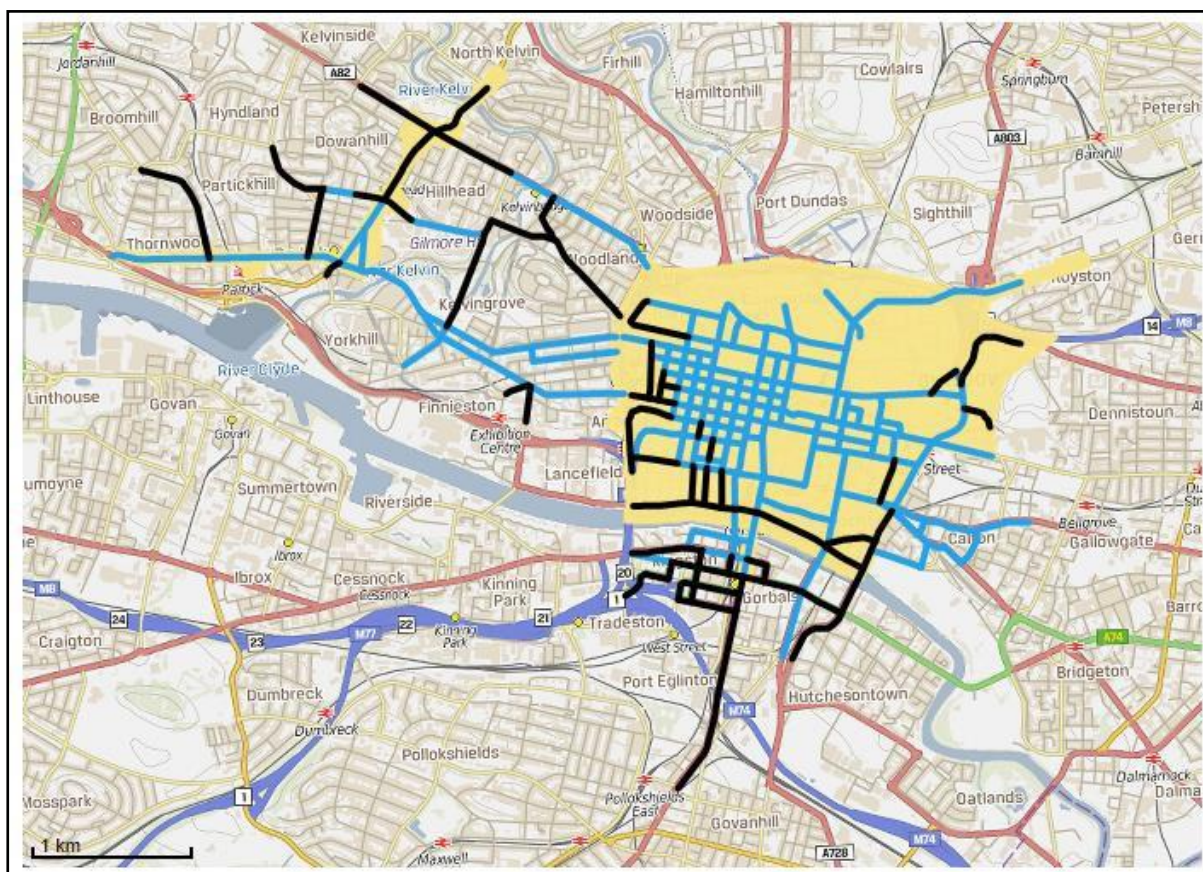 Kelvinside
North Kelvin
Firhill
Cowlairs
Jordanhill
A82
River Kelv
Springburn
Hamiltonhill
Hyndland
Petersh
Broomhill
Dowanhill
A803
Barnhill
Partickhill
Hillhead
Port Dundas
Sighthill
Woodside
Thornwoo
Gilmore
oodland
er Kelvin
Royston
Partick
Kelvingrove
M8
14
Yorkhill
River Clyde
Linthouse
Govan
Finnieston
Dennistoun
Govan
Exhibition
Centre
Lancefield
Street
umoyne
Summertown
Riverside
Bellgrove
Calton
Gallowgate
Ibrox
Ibrox
Cessnock
Cessnock
Kinning
Park
20
1
Gorbals
M8
24
23
22
21
Kinning
Park
Tradeston
West Street
A74
Craigton
M77
Bridgeton
Port Eglinton
Dumbreck
Hutchesontown
M74
Dumbreck
Pollokshields
Dalmarnock
Mosspark
1
Pollokshields
East
Oatlands
Govanhill
M74
1 km
Maxwell
A728